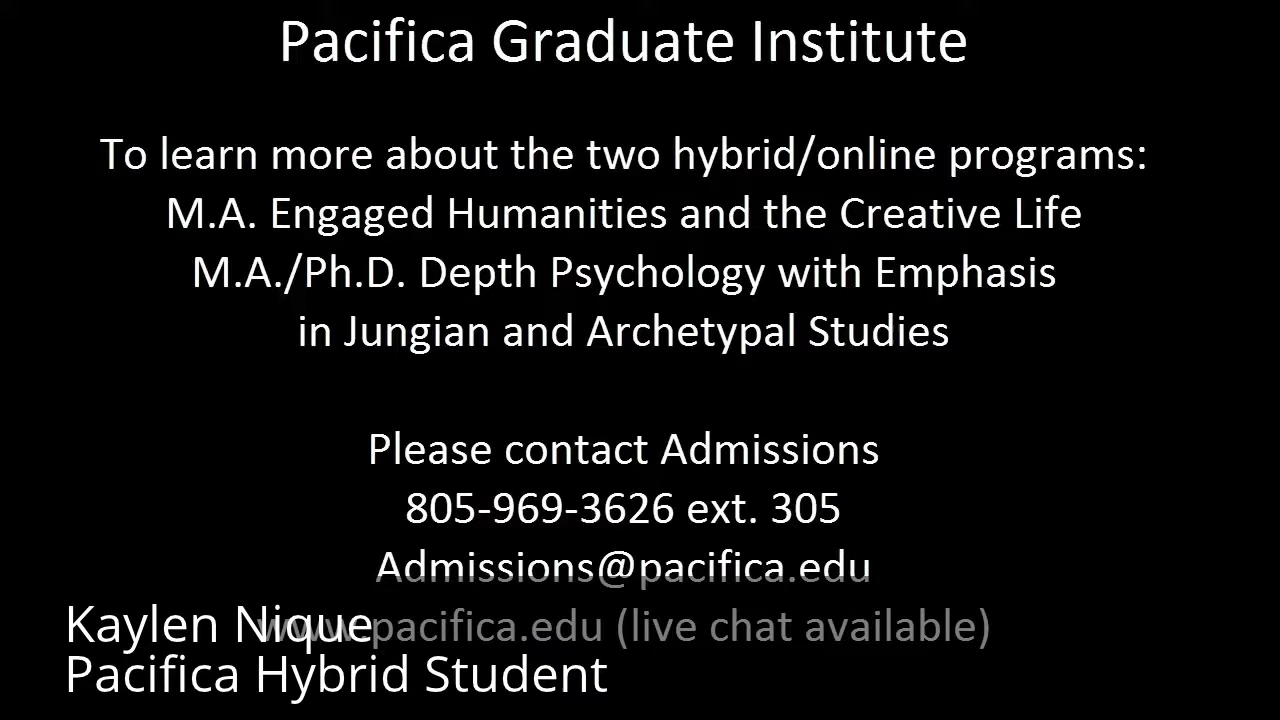 Pacifica Graduate Institute
To learn more about the two hybrid/online programs:
M.A. Engaged Humanities and the Creative Life
M.A./Ph.D. Depth Psychology with Emphasis
in Jungian and Archetypal Studies
Please contact Admissions
805-969-3626 ext. 305
Admissions@pacifica.edu
www.pacifica.edu (live chat available)
Kaylen Nique
Pacifica Hybrid Student